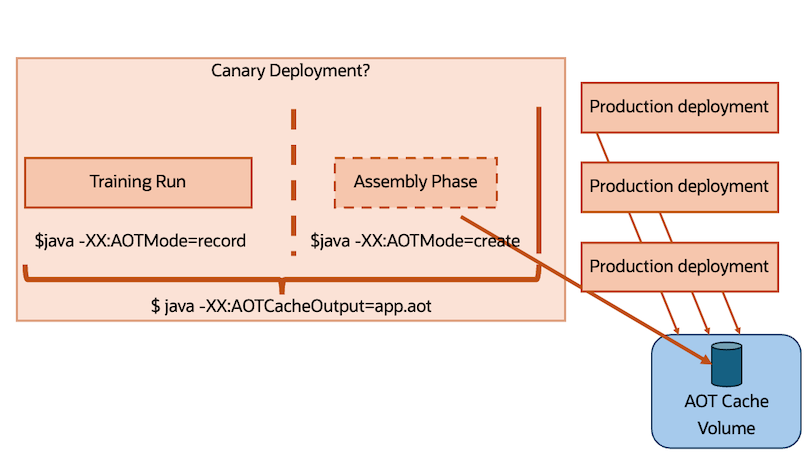 Canary Deployment?
Training Run
Assembly Phase
$java -XX:AOTMode=record
$java -XX:AOTMode=create
$ java -XX:AOTCacheOutput=app.aot
Production deployment
Production deployment
Production deployment
AOT Cache
Volume